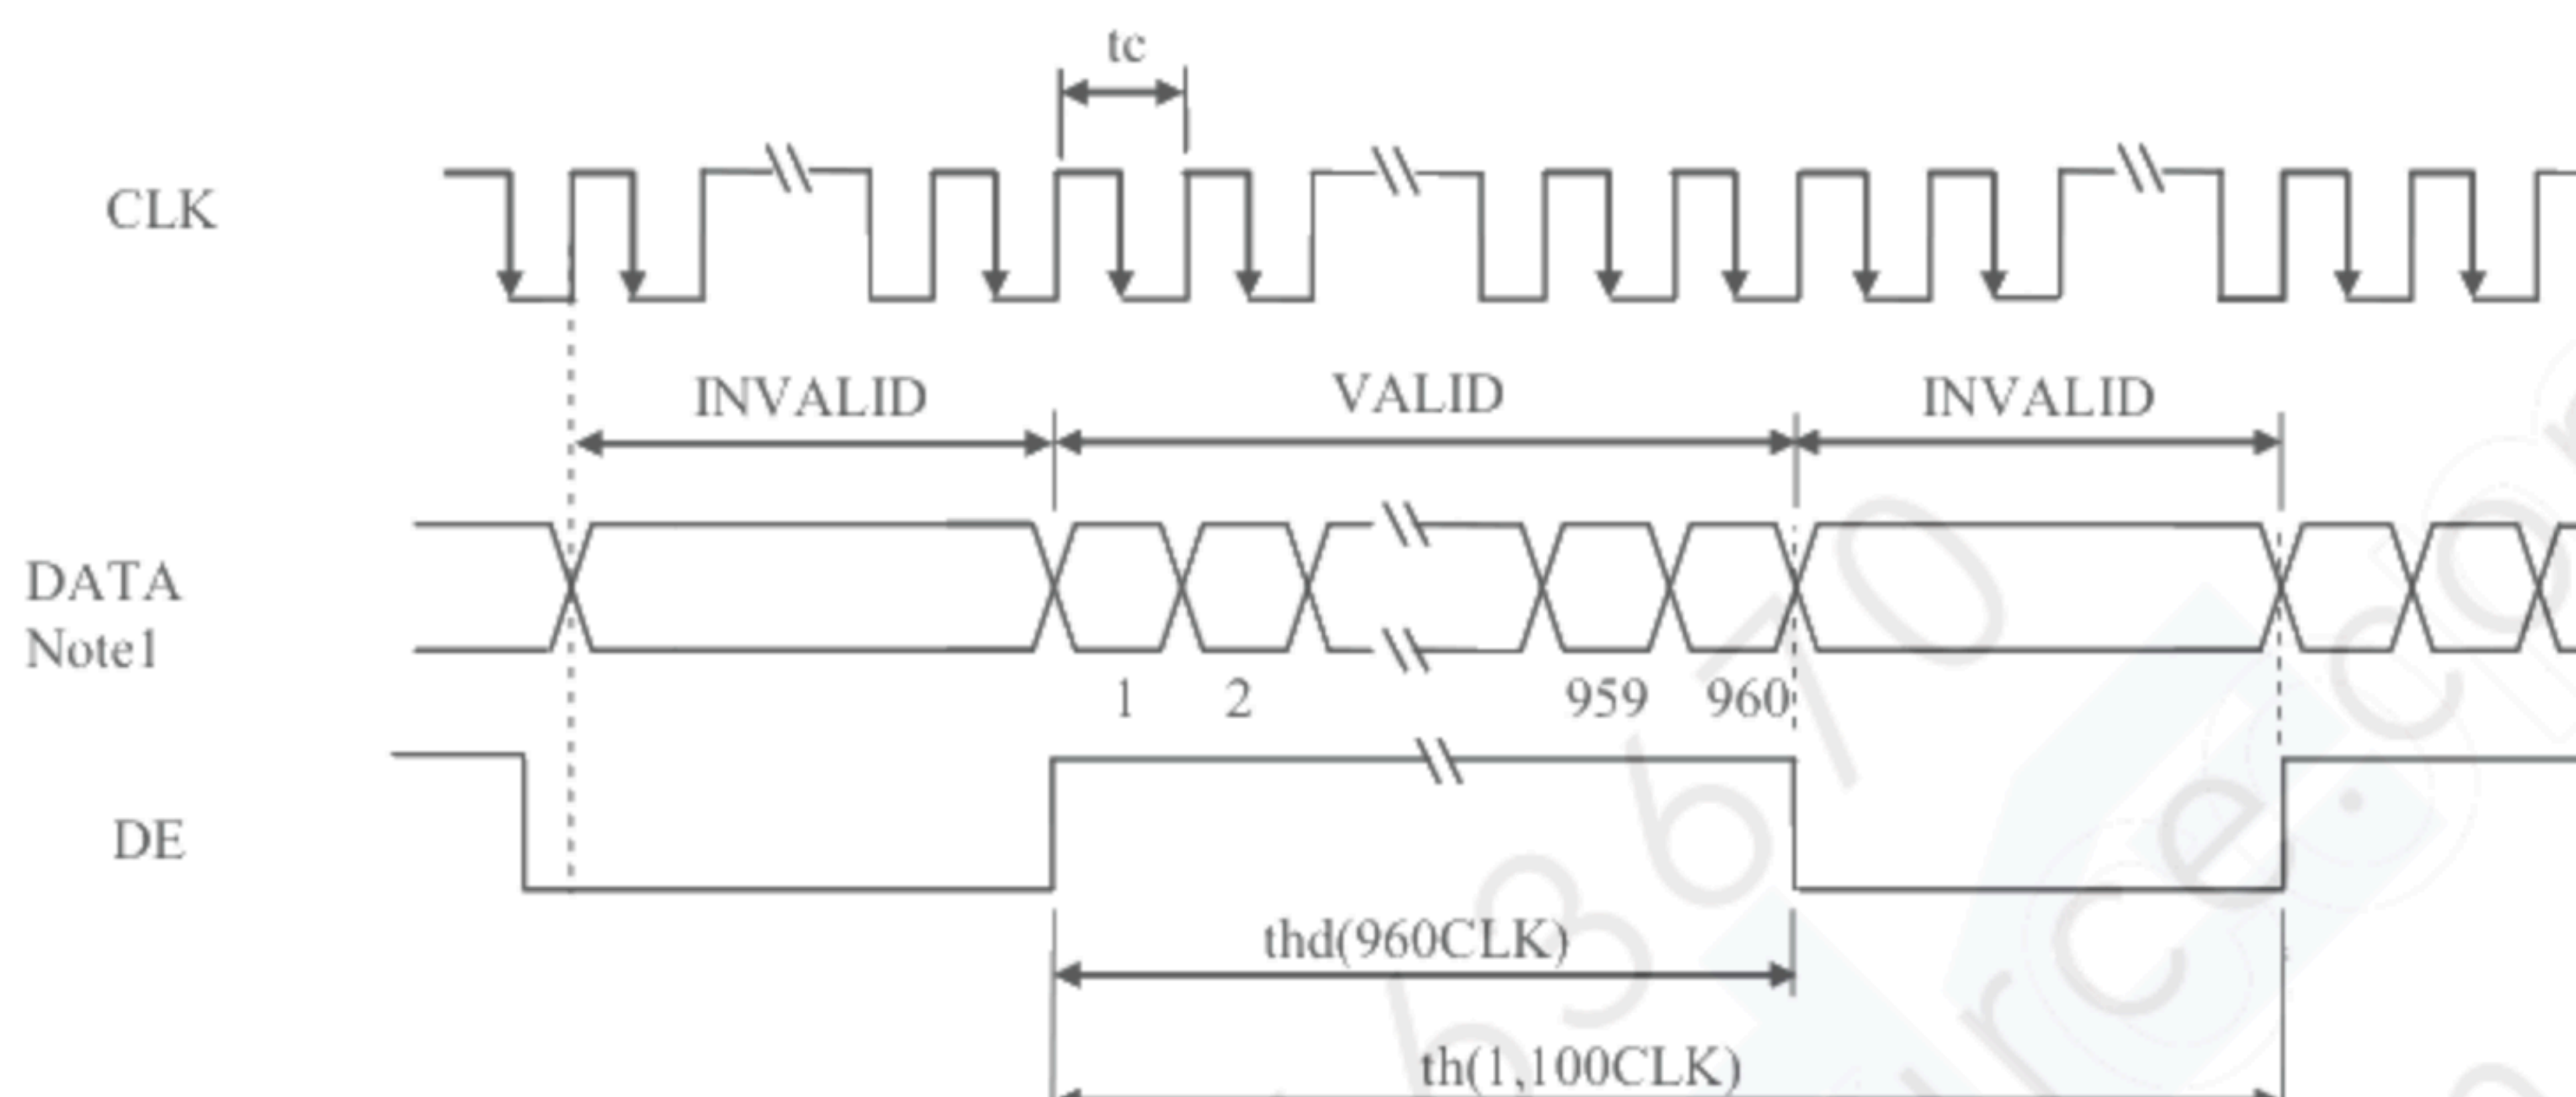 tc
CLK
INVALID VALID INVALID
DATA
Note1
1 2 959 960
DE
thd(960CLK)
th(1,100CLK)